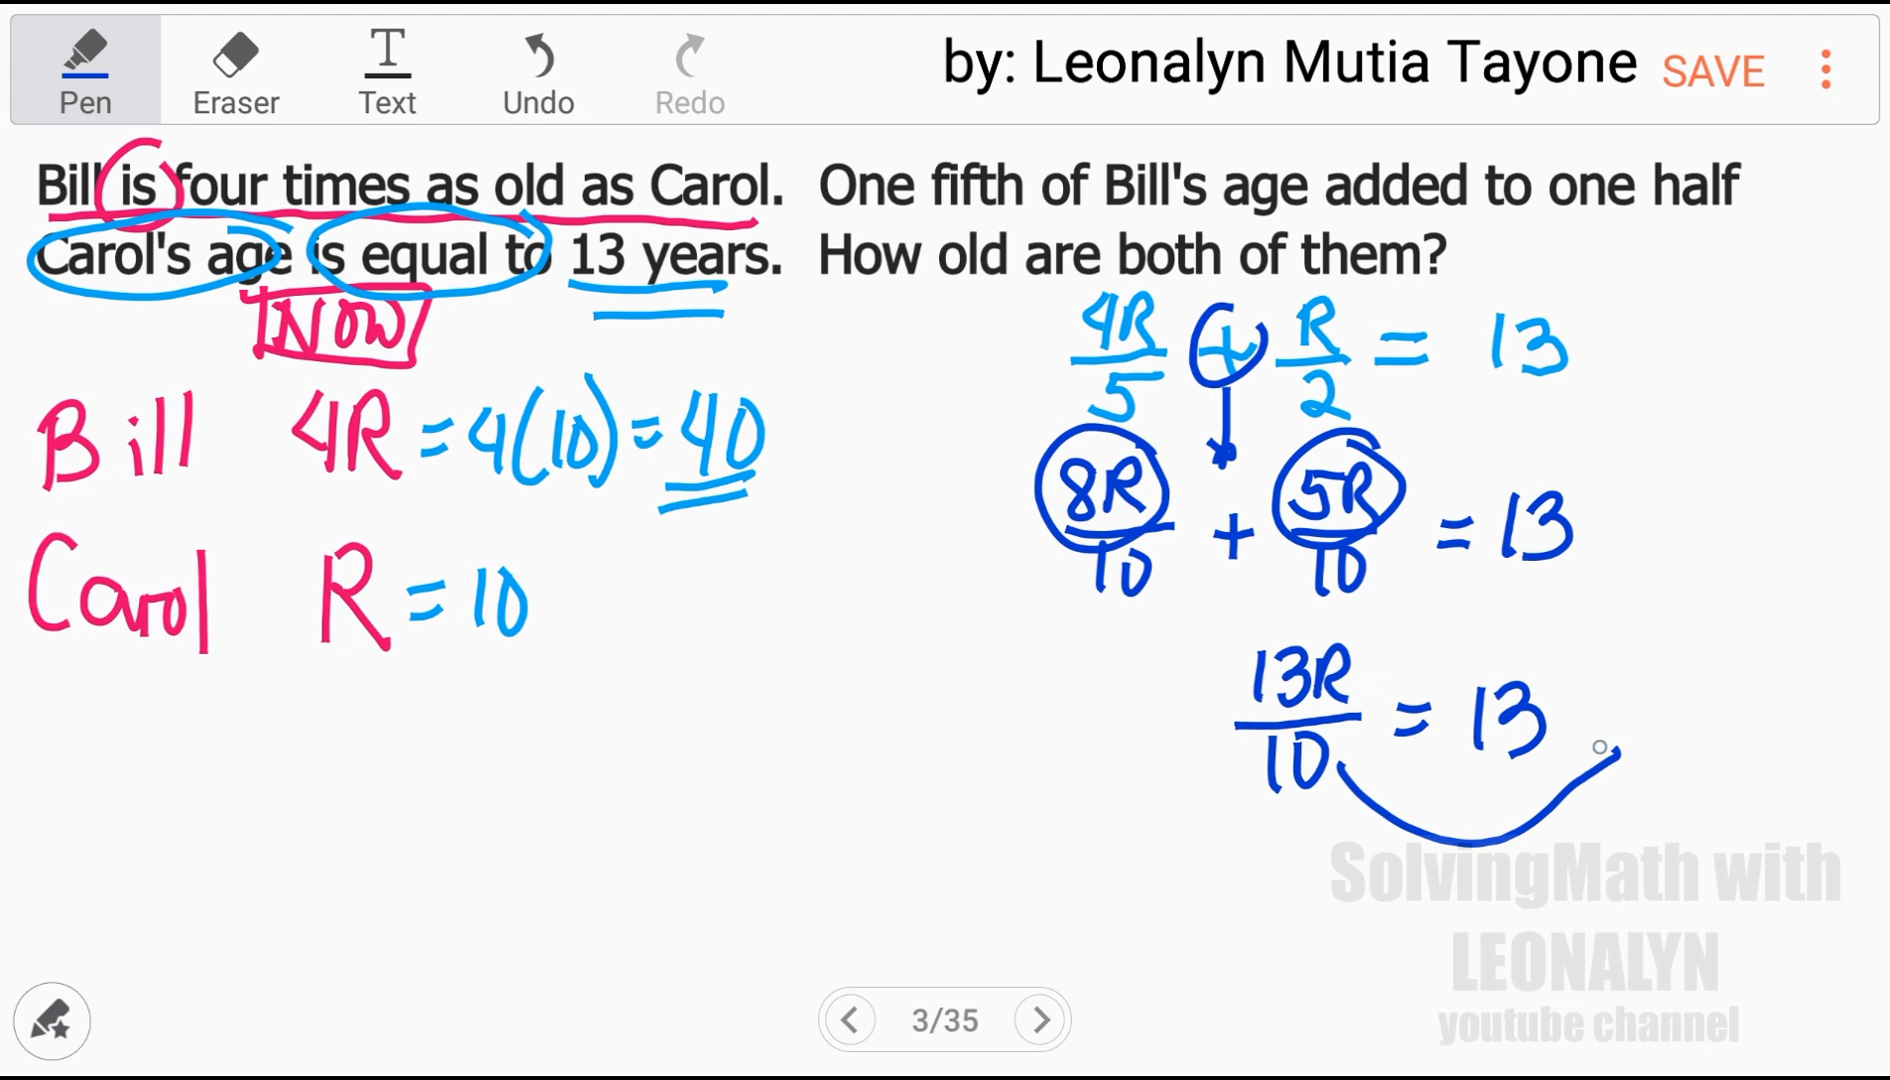 Pen Eraser Text Undo Redo by: Leonalyn Mutia Tayone SAVE
Bill is four times as old as Carol. One fifth of Bill's age added to one half
Carol's age is equal to 13 years. How old are both of them?
NOW
4R/5 + R/2 = 13
Bill 4R = 4(10) = 40
8R/10 + 5R/10 = 13
Carol R = 10
13R/10 = 13
SolvingMath with
LEONALYN
youtube channel
3/35